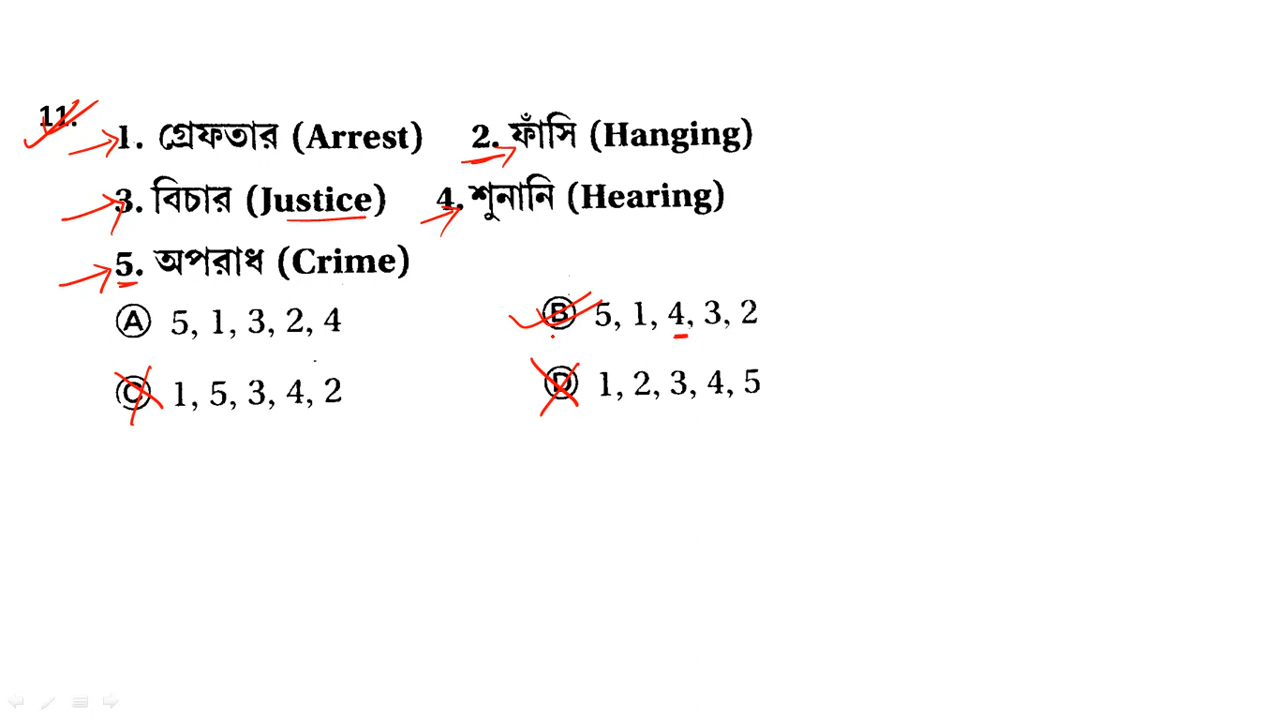 11.
1. গ্রেফতার (Arrest) 2. ফাঁসি (Hanging)
3. বিচার (Justice) 4. শুনানি (Hearing)
5. অপরাধ (Crime)
Ⓐ 5, 1, 3, 2, 4 Ⓑ 5, 1, 4, 3, 2
Ⓒ 1, 5, 3, 4, 2 Ⓓ 1, 2, 3, 4, 5